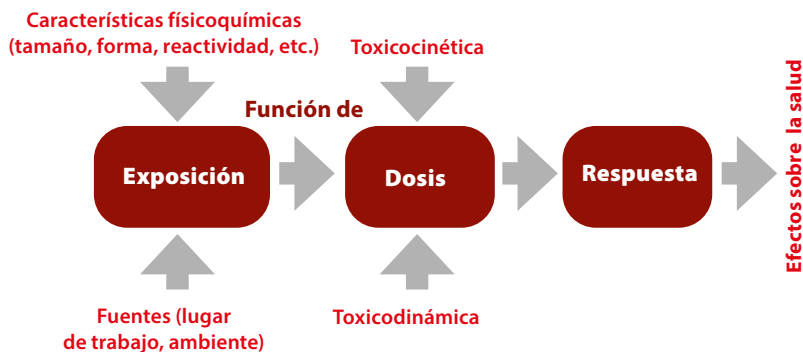 Características físicoquímicas
(tamaño, forma, reactividad, etc.)
Toxicocinética
Función de
Exposición
Dosis
Respuesta
Efectos sobre la salud
Fuentes (lugar
de trabajo, ambiente)
Toxicodinámica